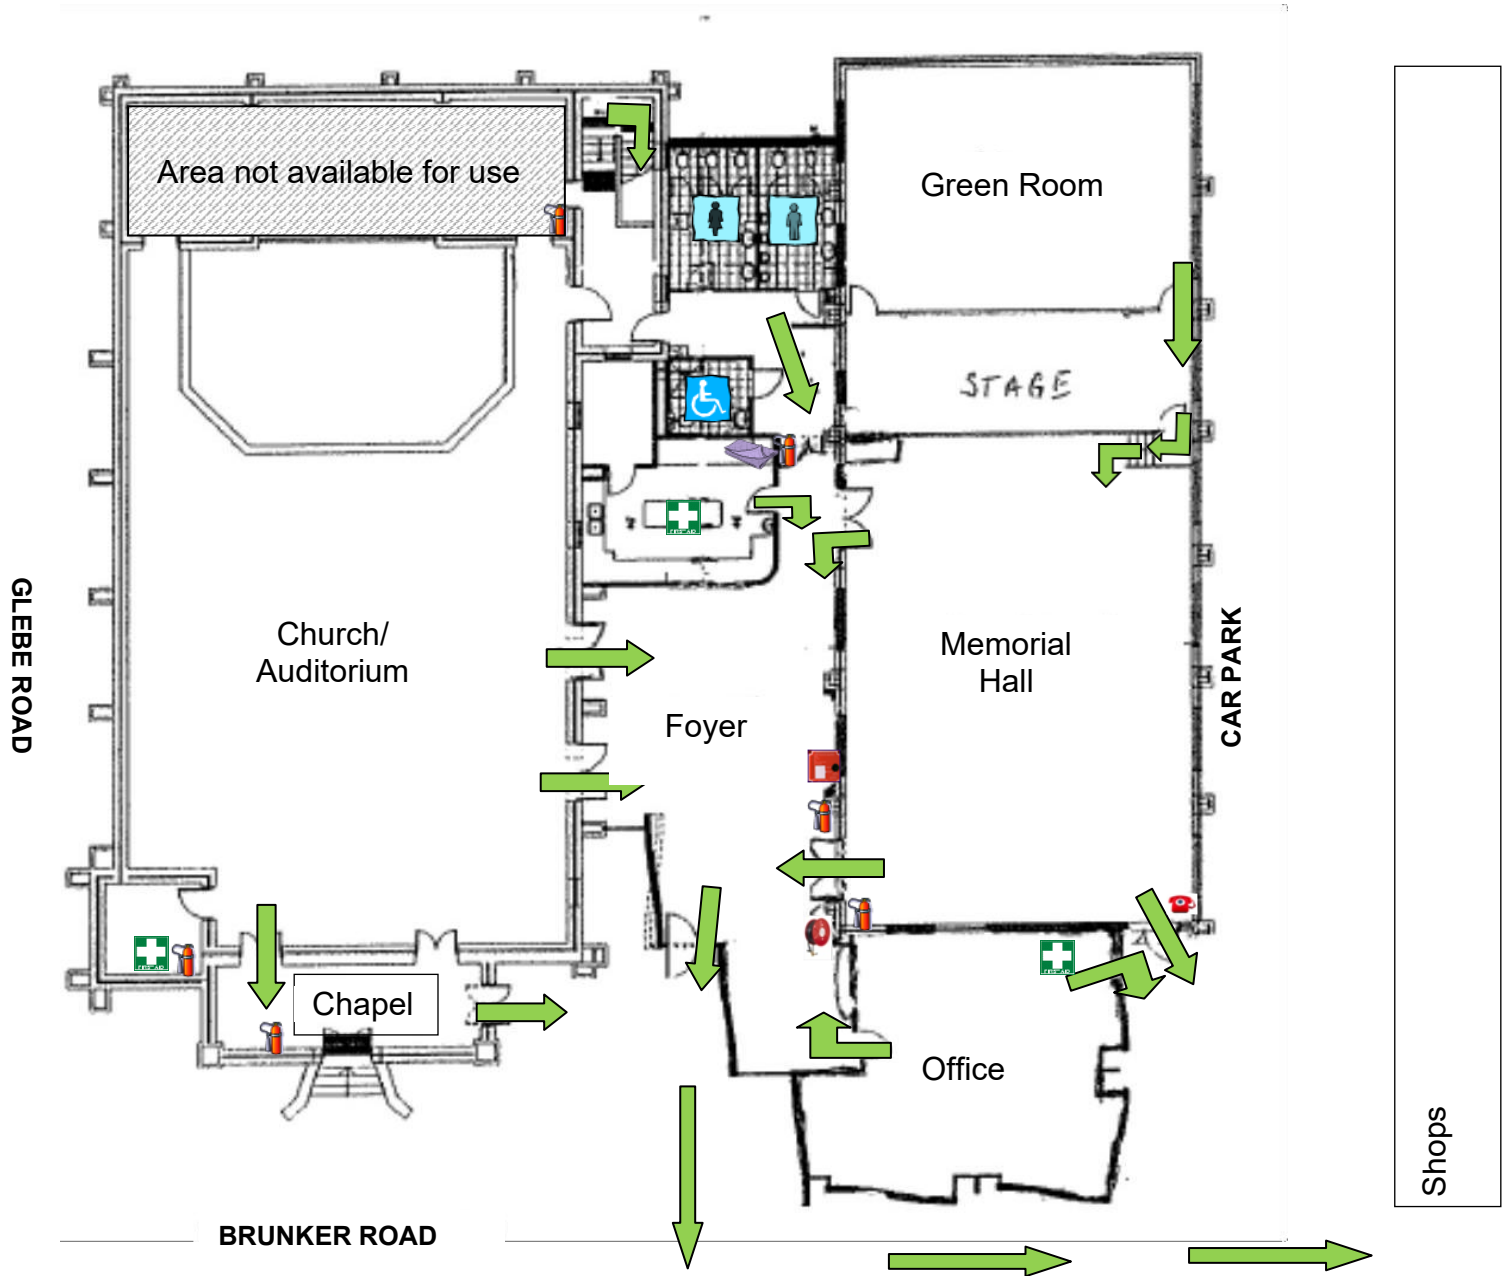 Area not available for use
Green Room
STAGE
GLEBE ROAD
Church/
Auditorium
Memorial
Hall
CAR PARK
Foyer
Chapel
Office
Shops
BRUNKER ROAD